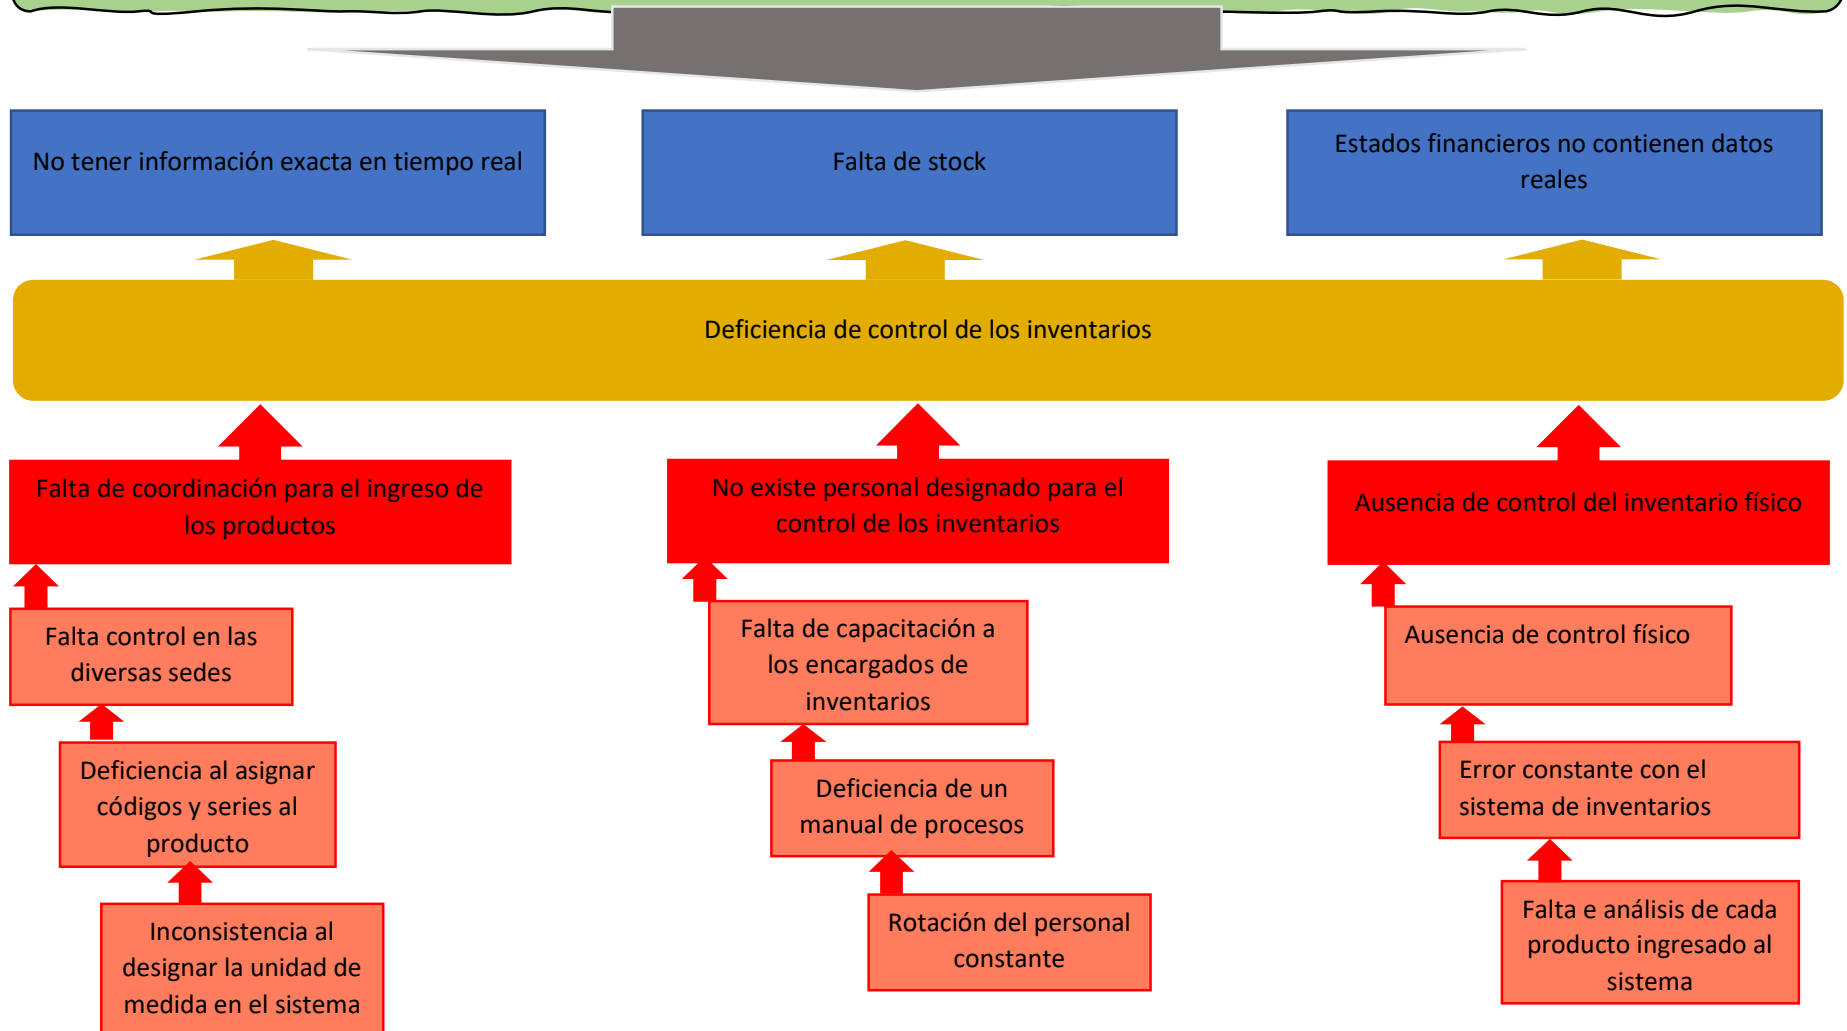 No tener información exacta en tiempo real
Falta de stock
Estados financieros no contienen datos
reales
Deficiencia de control de los inventarios
Falta de coordinación para el ingreso de
los productos
No existe personal designado para el
control de los inventarios
Ausencia de control del inventario físico
Falta control en las
diversas sedes
Falta de capacitación a
los encargados de
inventarios
Ausencia de control físico
Deficiencia al asignar
códigos y series al
producto
Deficiencia de un
manual de procesos
Error constante con el
sistema de inventarios
Inconsistencia al
designar la unidad de
medida en el sistema
Rotación del personal
constante
Falta e análisis de cada
producto ingresado al
sistema